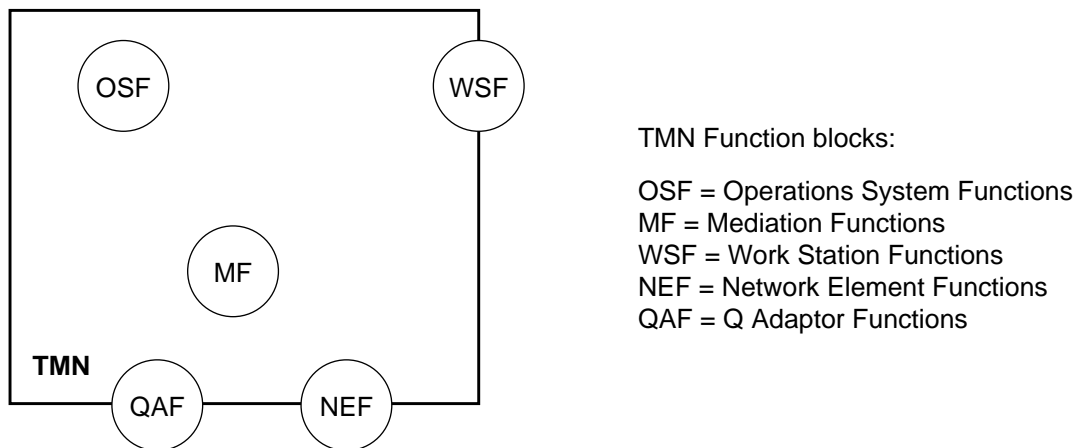 OSF
WSF
MF
TMN
QAF
NEF
TMN Function blocks:
OSF = Operations System Functions
MF = Mediation Functions
WSF = Work Station Functions
NEF = Network Element Functions
QAF = Q Adaptor Functions